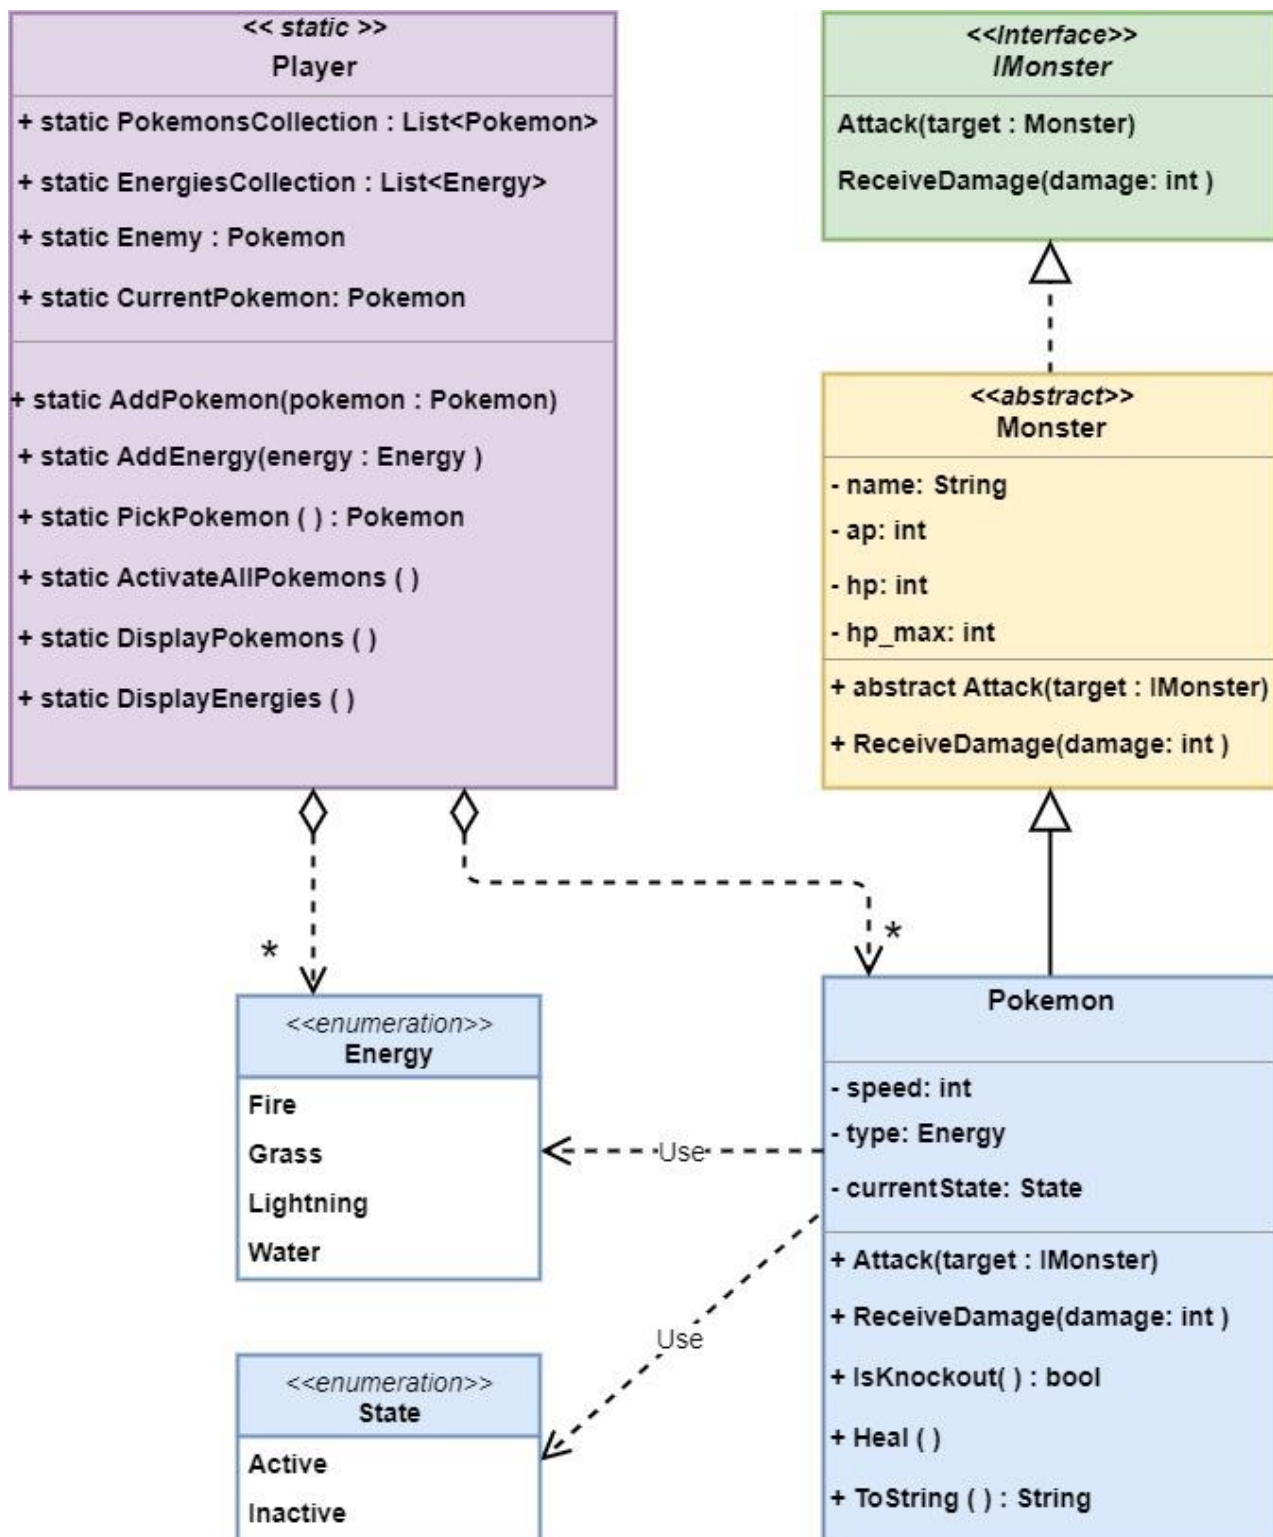 << static >>
Player
+ static PokemonsCollection : List<Pokemon>
+ static EnergiesCollection : List<Energy>
+ static Enemy : Pokemon
+ static CurrentPokemon: Pokemon
+ static AddPokemon(pokemon : Pokemon)
+ static AddEnergy(energy : Energy )
+ static PickPokemon ( ) : Pokemon
+ static ActivateAllPokemons ( )
+ static DisplayPokemons ( )
+ static DisplayEnergies ( )
<<Interface>>
IMonster
Attack(target : Monster)
ReceiveDamage(damage: int )
<<abstract>>
Monster
- name: String
- ap: int
- hp: int
- hp_max: int
+ abstract Attack(target : IMonster)
+ ReceiveDamage(damage: int )
*
*
<<enumeration>>
Energy
Fire
Grass
Lightning
Water
Use
Use
<<enumeration>>
State
Active
Inactive
Pokemon
- speed: int
- type: Energy
- currentState: State
+ Attack(target : IMonster)
+ ReceiveDamage(damage: int )
+ IsKnockout( ) : bool
+ Heal ( )
+ ToString ( ) : String